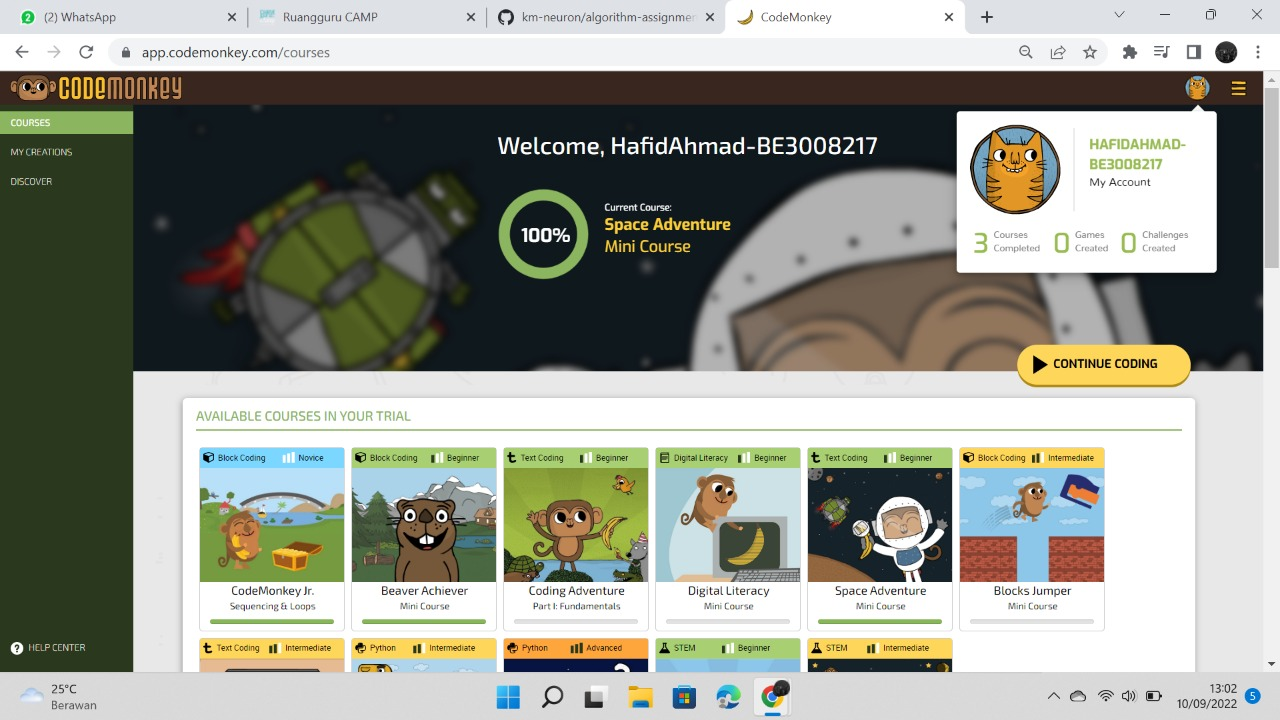 (2) WhatsApp
Ruangguru CAMP
km-neuron/algorithm-assignmen
CodeMonkey
app.codemonkey.com/courses
CODEMONKEY
COURSES
MY CREATIONS
DISCOVER
HELP CENTER
Welcome, HafidAhmad-BE3008217
100%
Current Course:
Space Adventure
Mini Course
HAFIDAHMAD-
BE3008217
My Account
3 Courses Completed
0 Games Created
0 Challenges Created
CONTINUE CODING
AVAILABLE COURSES IN YOUR TRIAL
Block Coding Novice
CodeMonkey Jr.
Sequencing & Loops
Block Coding Beginner
Beaver Achiever
Mini Course
Text Coding Beginner
Coding Adventure
Part I: Fundamentals
Digital Literacy Beginner
Digital Literacy
Mini Course
Text Coding Beginner
Space Adventure
Mini Course
Block Coding Intermediate
Blocks Jumper
Mini Course
Text Coding Intermediate
Python Intermediate
Python Advanced
STEM Beginner
STEM Intermediate
25°C
Berawan
13:02
10/09/2022
5